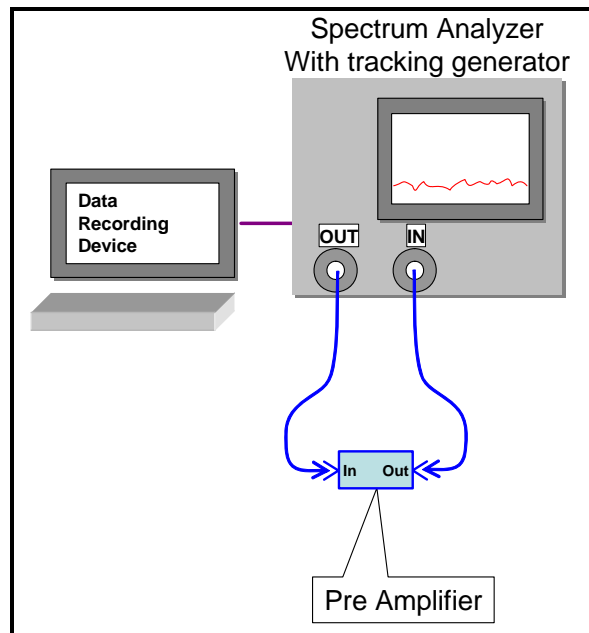 Spectrum Analyzer
With tracking generator
Data
Recording
Device
OUT IN
In Out
Pre Amplifier